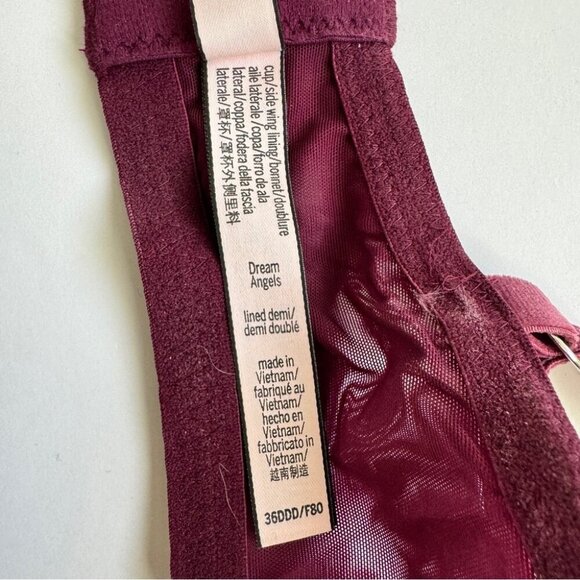 cup/side wing lining/bonnet/doublure
aile latérale /copa/forro de ala
lateral/coppa/fodera della fascia
laterale/罩杯/罩杯外侧里料
Dream
Angels
lined demi/
demi doublé
made in
Vietnam/
fabriqué au
Vietnam/
hecho en
Vietnam/
fabbricato in
Vietnam/
越南制造
36DDD/F80